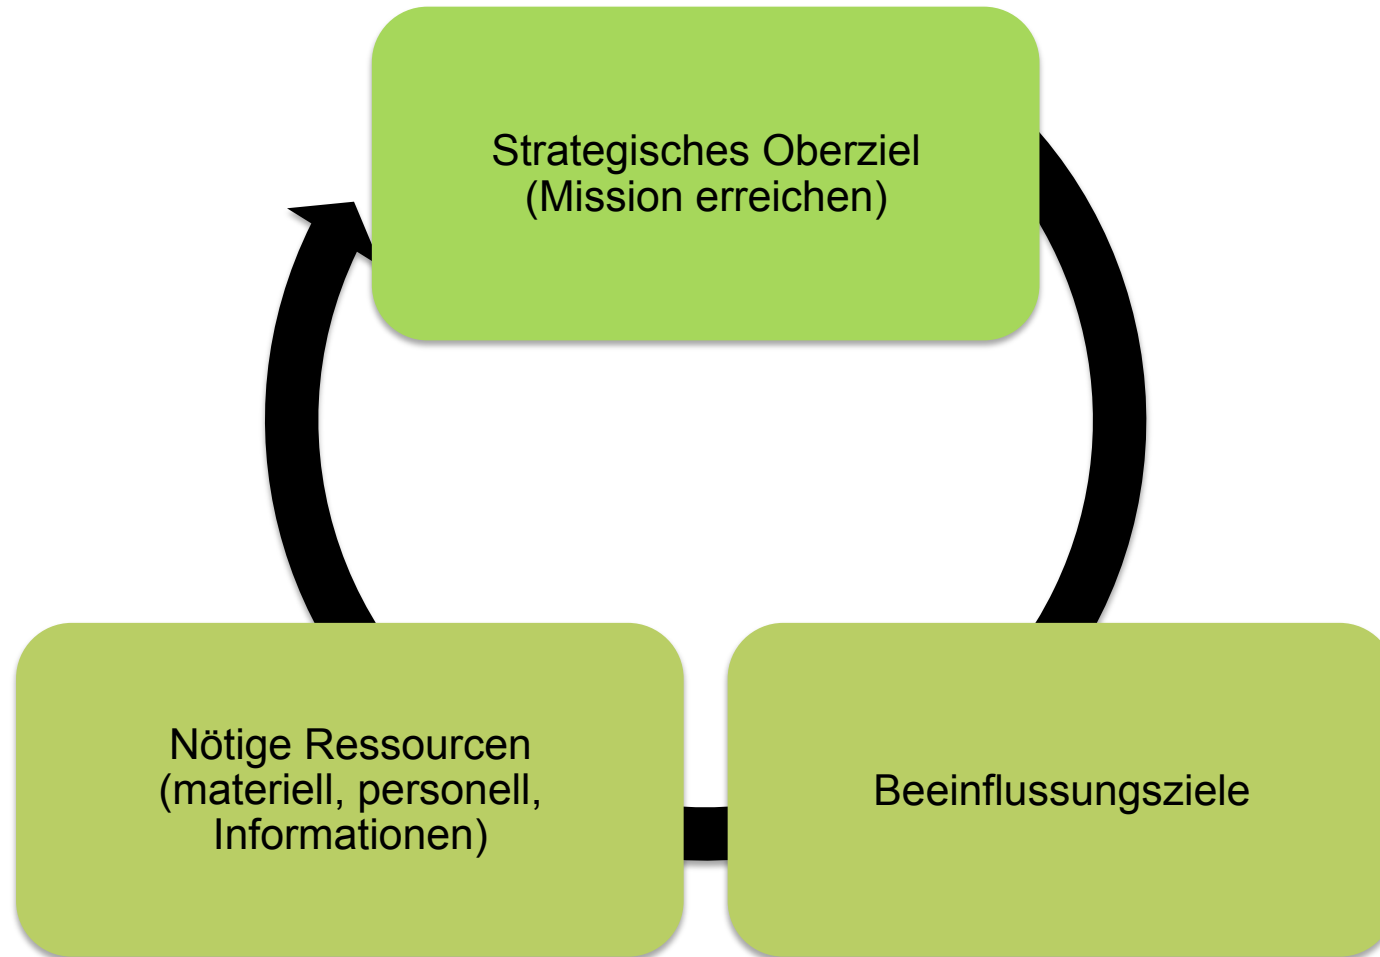 Strategisches Oberziel
(Mission erreichen)
Nötige Ressourcen
(materiell, personell,
Informationen)
Beeinflussungsziele